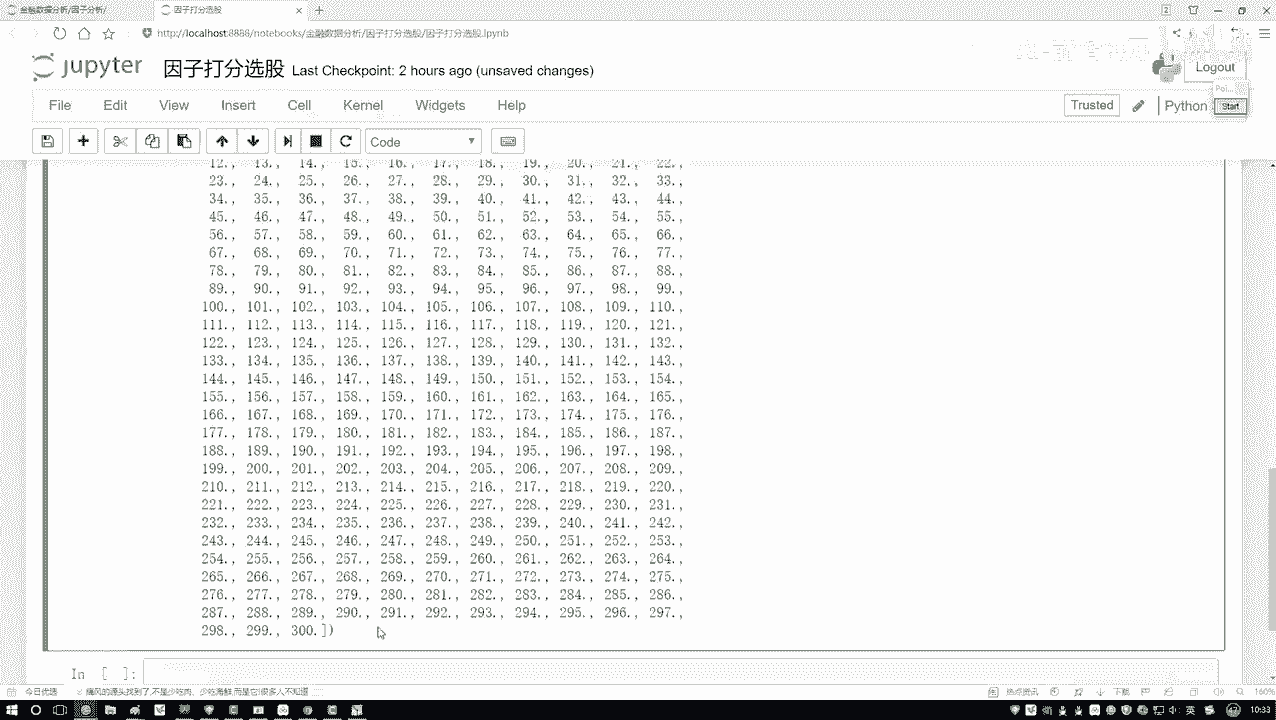 金融数据分析/因子分析/
因子打分选股
http://localhost:8888/notebooks/金融数据分析/因子打分选股/因子打分选股.ipynb
jupyter 因子打分选股 Last Checkpoint: 2 hours ago (unsaved changes)
Logout
File Edit View Insert Cell Kernel Widgets Help
Trusted Python
Start
Code
12., 13., 14., 15., 16., 17., 18., 19., 20., 21., 22.,
23., 24., 25., 26., 27., 28., 29., 30., 31., 32., 33.,
34., 35., 36., 37., 38., 39., 40., 41., 42., 43., 44.,
45., 46., 47., 48., 49., 50., 51., 52., 53., 54., 55.,
56., 57., 58., 59., 60., 61., 62., 63., 64., 65., 66.,
67., 68., 69., 70., 71., 72., 73., 74., 75., 76., 77.,
78., 79., 80., 81., 82., 83., 84., 85., 86., 87., 88.,
89., 90., 91., 92., 93., 94., 95., 96., 97., 98., 99.,
100., 101., 102., 103., 104., 105., 106., 107., 108., 109., 110.,
111., 112., 113., 114., 115., 116., 117., 118., 119., 120., 121.,
122., 123., 124., 125., 126., 127., 128., 129., 130., 131., 132.,
133., 134., 135., 136., 137., 138., 139., 140., 141., 142., 143.,
144., 145., 146., 147., 148., 149., 150., 151., 152., 153., 154.,
155., 156., 157., 158., 159., 160., 161., 162., 163., 164., 165.,
166., 167., 168., 169., 170., 171., 172., 173., 174., 175., 176.,
177., 178., 179., 180., 181., 182., 183., 184., 185., 186., 187.,
188., 189., 190., 191., 192., 193., 194., 195., 196., 197., 198.,
199., 200., 201., 202., 203., 204., 205., 206., 207., 208., 209.,
210., 211., 212., 213., 214., 215., 216., 217., 218., 219., 220.,
221., 222., 223., 224., 225., 226., 227., 228., 229., 230., 231.,
232., 233., 234., 235., 236., 237., 238., 239., 240., 241., 242.,
243., 244., 245., 246., 247., 248., 249., 250., 251., 252., 253.,
254., 255., 256., 257., 258., 259., 260., 261., 262., 263., 264.,
265., 266., 267., 268., 269., 270., 271., 272., 273., 274., 275.,
276., 277., 278., 279., 280., 281., 282., 283., 284., 285., 286.,
287., 288., 289., 290., 291., 292., 293., 294., 295., 296., 297.,
298., 299., 300.])
In [ ]:
今日优选 痛风的源头找到了,不是少吃肉、少吃海鲜,而是它!很多人不知道 热点资讯 下载 160%
英 10:33